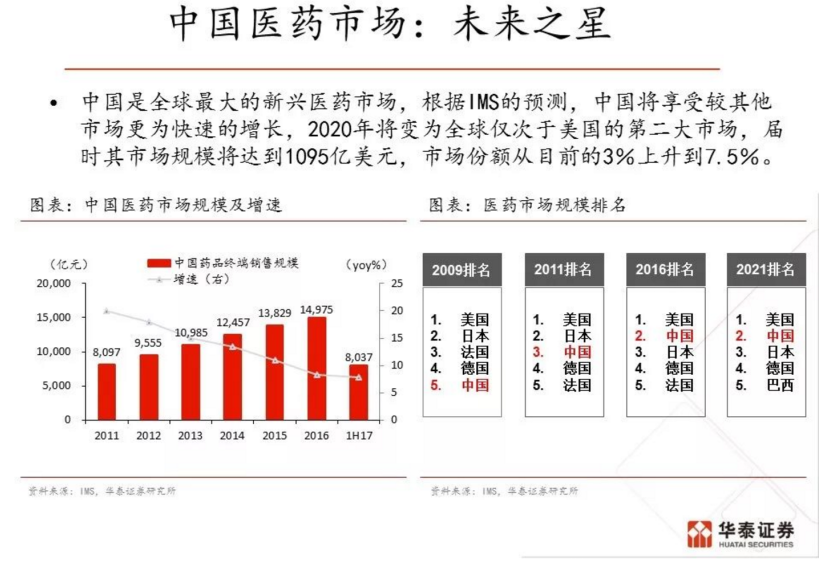 中国医药市场：未来之星
• 中国是全球最大的新兴医药市场，根据IMS的预测，中国将享受较其他
市场更为快速的增长，2020年将变为全球仅次于美国的第二大市场，届
时其市场规模将达到1095亿美元，市场份额从目前的3%上升到7.5%。
图表：中国医药市场规模及增速
（亿元）
中国药品终端销售规模
增速（右）
（yoy%）
20,000
15,000
10,000
5,000
0
25
20
15
10
5
0
8,097
9,555
10,985
12,457
13,829
14,975
8,037
2011 2012 2013 2014 2015 2016 1H17
资料来源：IMS，华泰证券研究所
图表：医药市场规模排名
2009排名
1. 美国
2. 日本
3. 法国
4. 德国
5. 中国
2011排名
1. 美国
2. 日本
3. 中国
4. 德国
5. 法国
2016排名
1. 美国
2. 中国
3. 日本
4. 德国
5. 法国
2021排名
1. 美国
2. 中国
3. 日本
4. 德国
5. 巴西
资料来源：IMS，华泰证券研究所
华泰证券
HUATAI SECURITIES